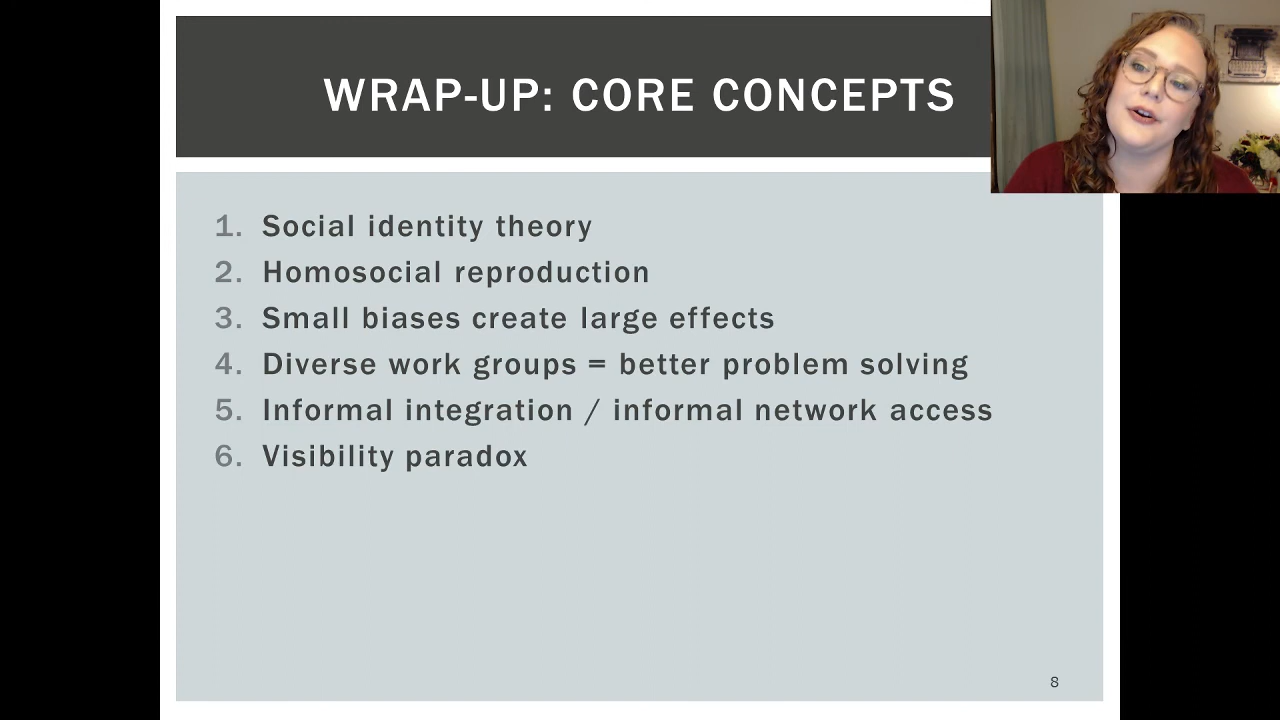 WRAP-UP: CORE CONCEPTS
1. Social identity theory
2. Homosocial reproduction
3. Small biases create large effects
4. Diverse work groups = better problem solving
5. Informal integration / informal network access
6. Visibility paradox
8